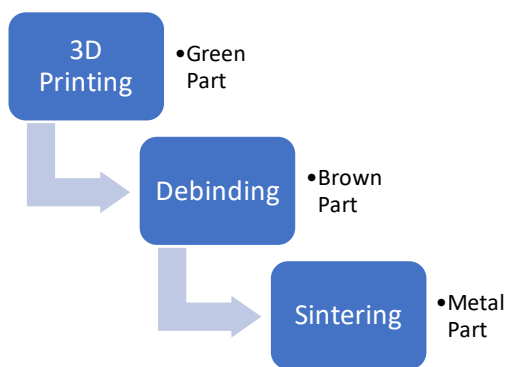 3D
Printing
•Green
Part
Debinding
•Brown
Part
Sintering
•Metal
Part